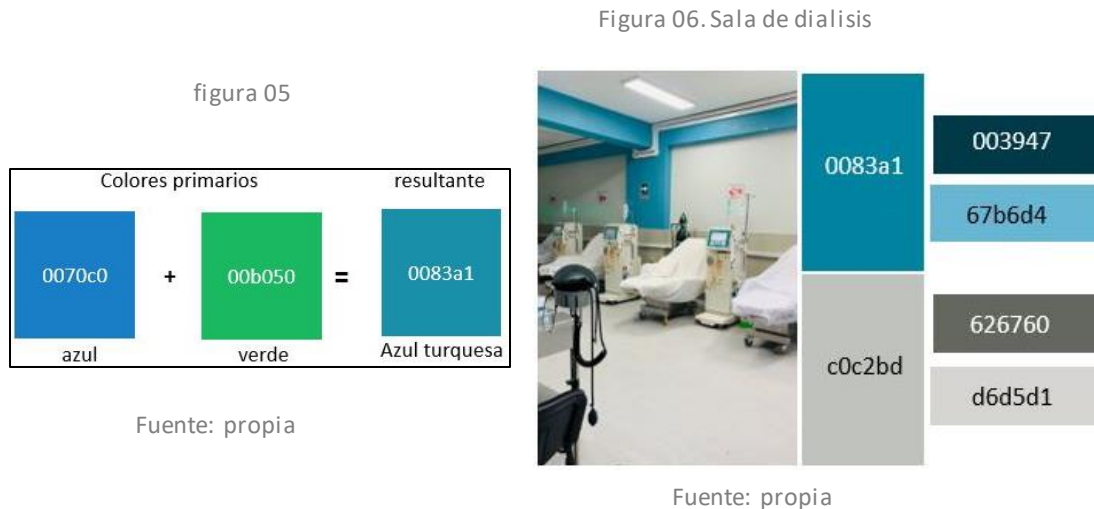 Figura 06. Sala de dialisis
figura 05
Colores primarios resultante
0070c0 + 00b050 = 0083a1
azul verde Azul turquesa
Fuente: propia
0083a1
003947
67b6d4
c0c2bd
626760
d6d5d1
Fuente: propia